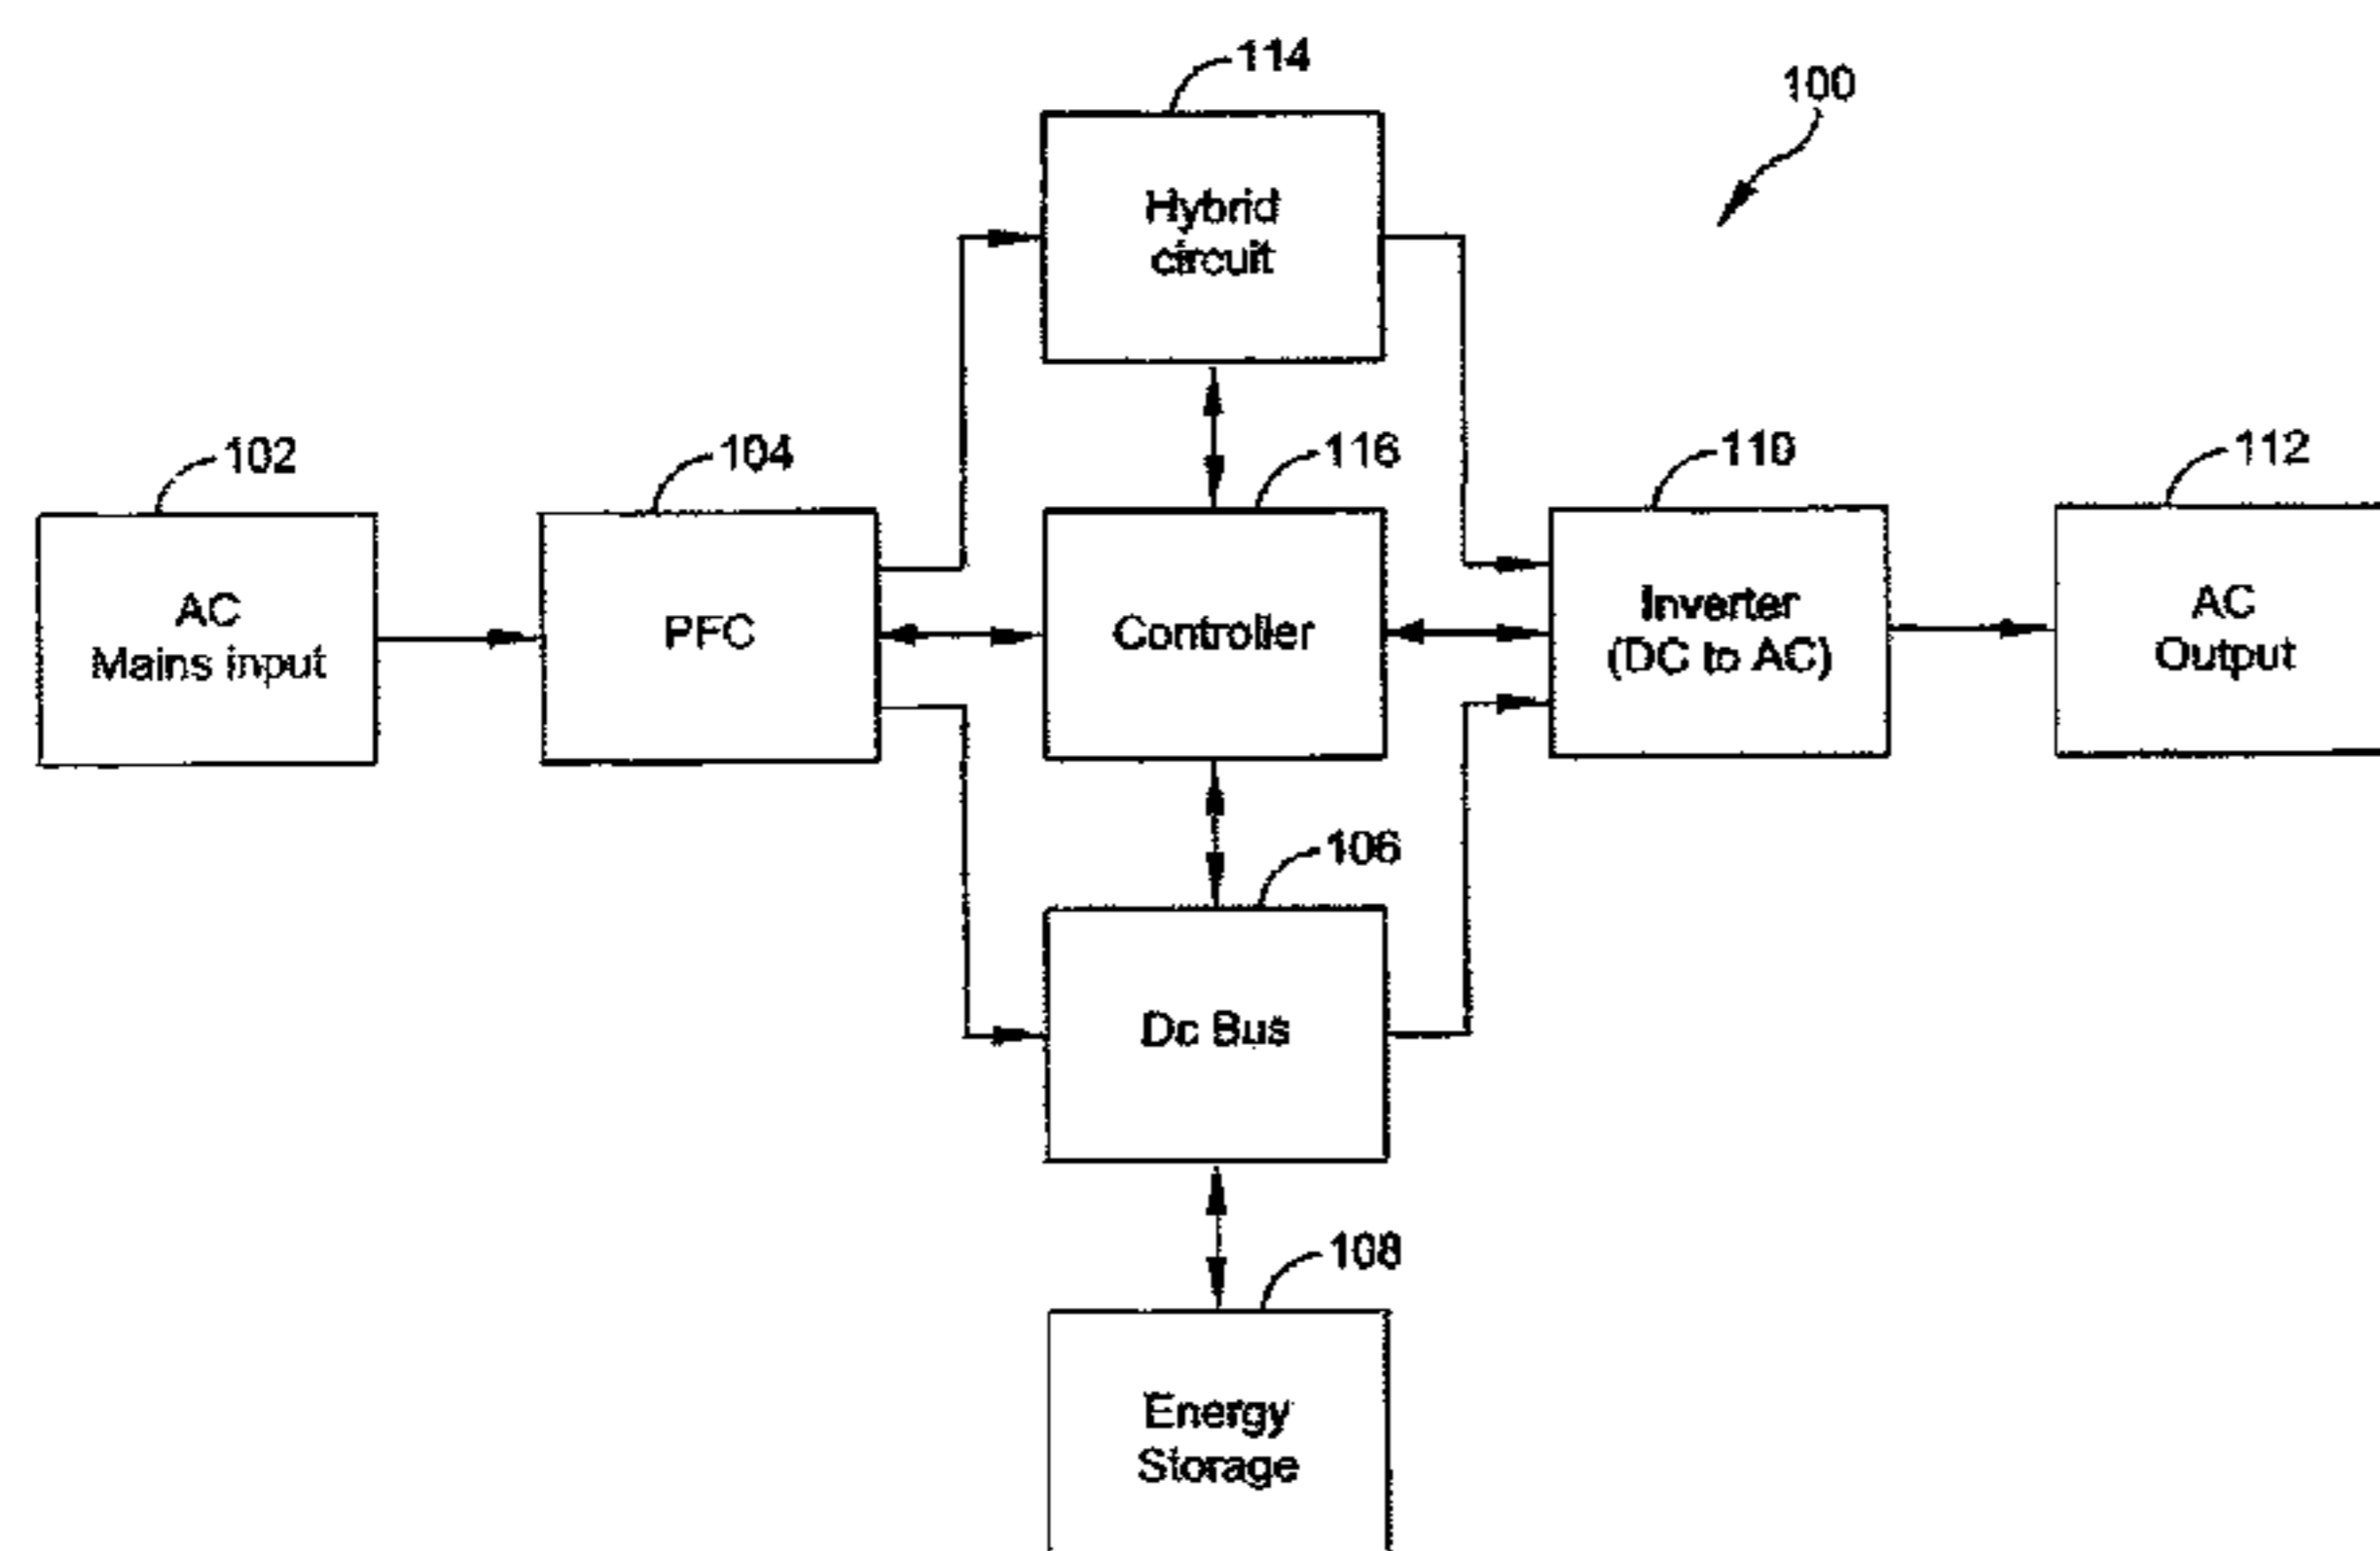 114
100
Hybrid
circuit
102
104
116
110
112
AC
Mains input
PFC
Controller
Inverter
(DC to AC)
AC
Output
106
Dc Bus
108
Energy
Storage